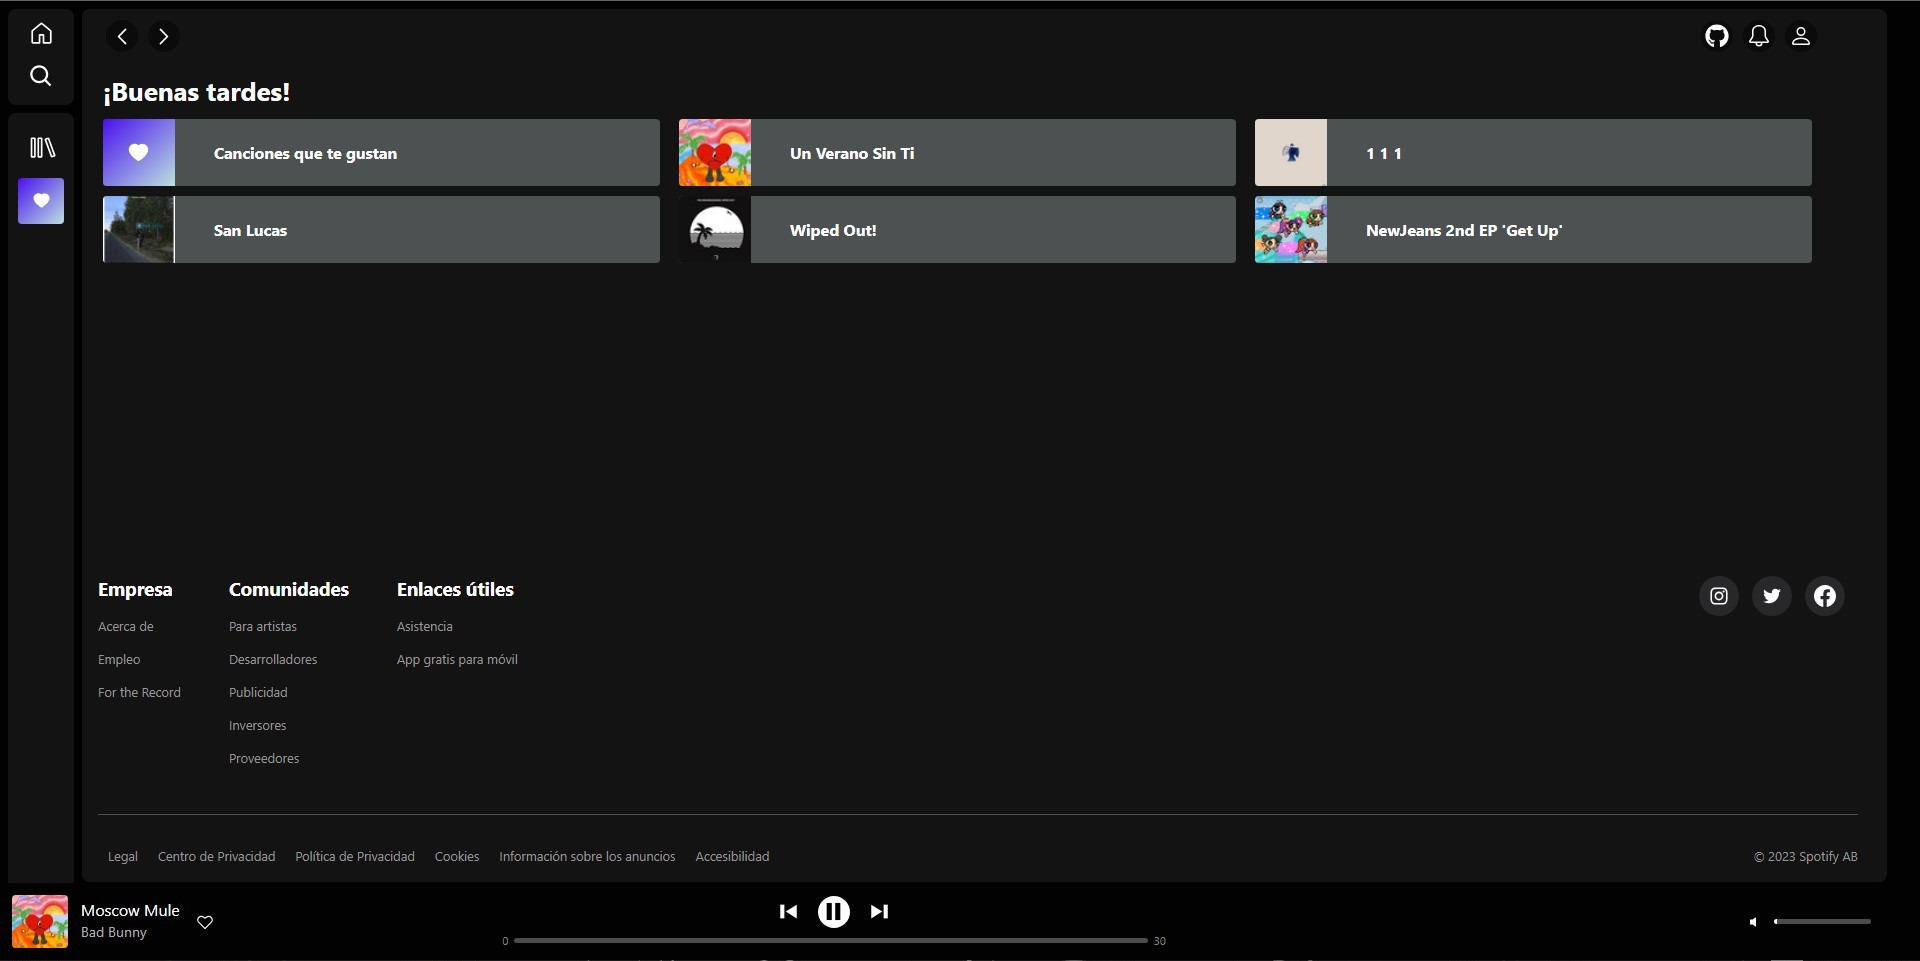 ¡Buenas tardes!
Canciones que te gustan
Un Verano Sin Ti
1 1 1
San Lucas
Wiped Out!
NewJeans 2nd EP 'Get Up'
Empresa
Acerca de
Empleo
For the Record
Comunidades
Para artistas
Desarrolladores
Publicidad
Inversores
Proveedores
Enlaces útiles
Asistencia
App gratis para móvil
Legal
Centro de Privacidad
Política de Privacidad
Cookies
Información sobre los anuncios
Accesibilidad
© 2023 Spotify AB
Moscow Mule
Bad Bunny
0
30